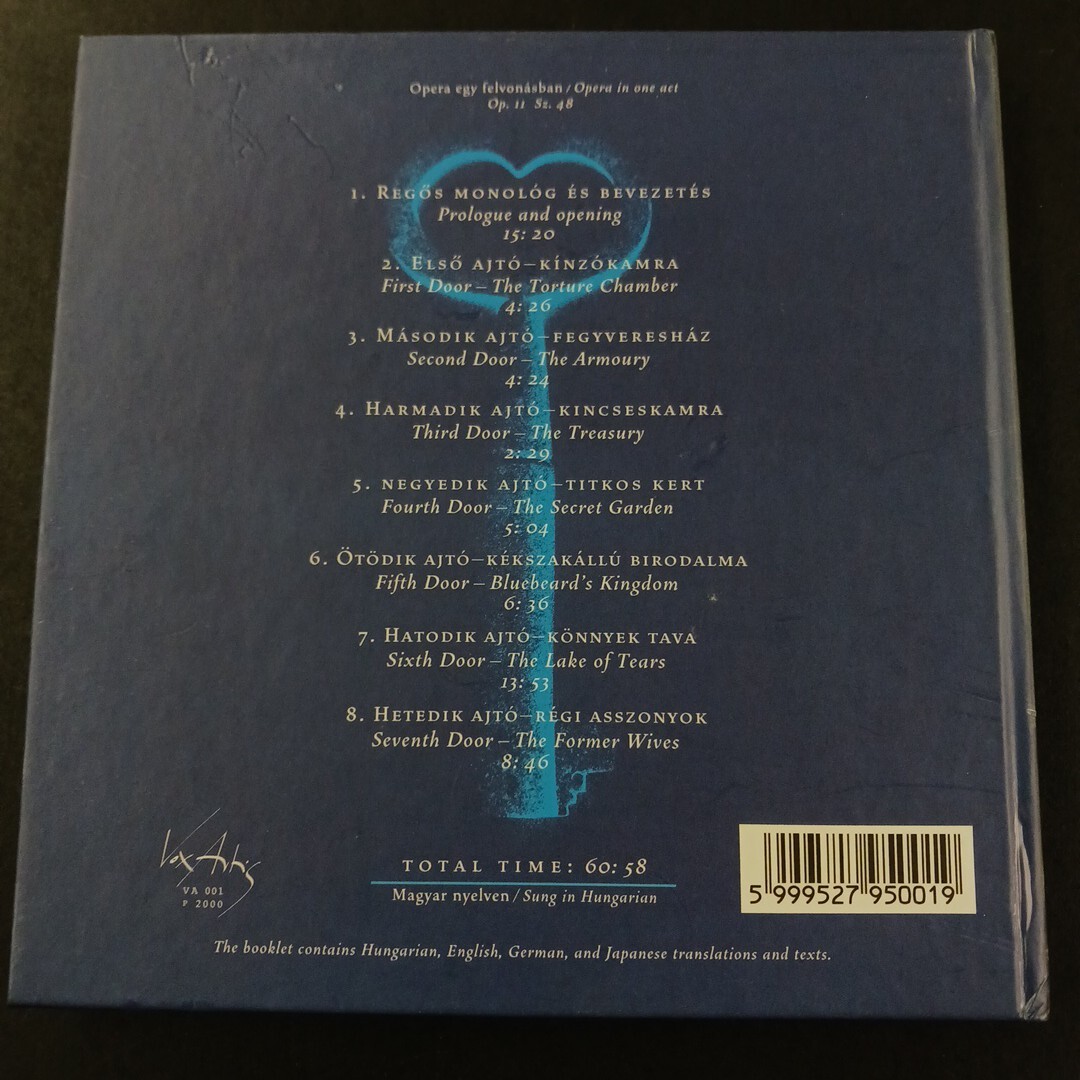 Opera egy felvonásban / Opera in one act
Op. 11 Sz. 48
1. REGŐS MONOLÓG ÉS BEVEZETÉS
Prologue and opening
15: 20
2. ELSŐ AJTÓ–KÍNZÓKAMRA
First Door – The Torture Chamber
4: 26
3. MÁSODIK AJTÓ–FEGYVERESHÁZ
Second Door – The Armoury
4: 24
4. HARMADIK AJTÓ–KINCSESKAMRA
Third Door – The Treasury
2: 29
5. NEGYEDIK AJTÓ–TITKOS KERT
Fourth Door – The Secret Garden
5: 04
6. ÖTÖDIK AJTÓ–KÉKSZAKÁLLÚ BIRODALMA
Fifth Door – Bluebeard's Kingdom
6: 36
7. HATODIK AJTÓ–KÖNNYEK TAVA
Sixth Door – The Lake of Tears
13: 53
8. HETEDIK AJTÓ–RÉGI ASSZONYOK
Seventh Door – The Former Wives
8: 46
Vox Artis
VA 001
P 2000
TOTAL TIME: 60: 58
Magyar nyelven / Sung in Hungarian
5 999527 950019
The booklet contains Hungarian, English, German, and Japanese translations and texts.